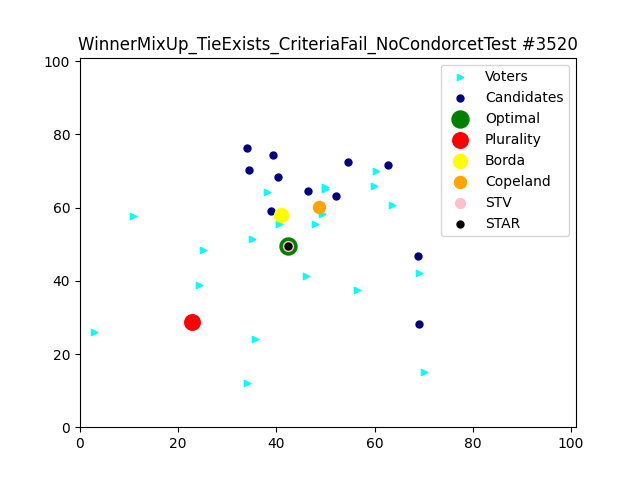 WinnerMixUp_TieExists_CriteriaFail_NoCondorcetTest #3520
100
80
60
40
20
0
0 20 40 60 80 100
Voters
Candidates
Optimal
Plurality
Borda
Copeland
STV
STAR